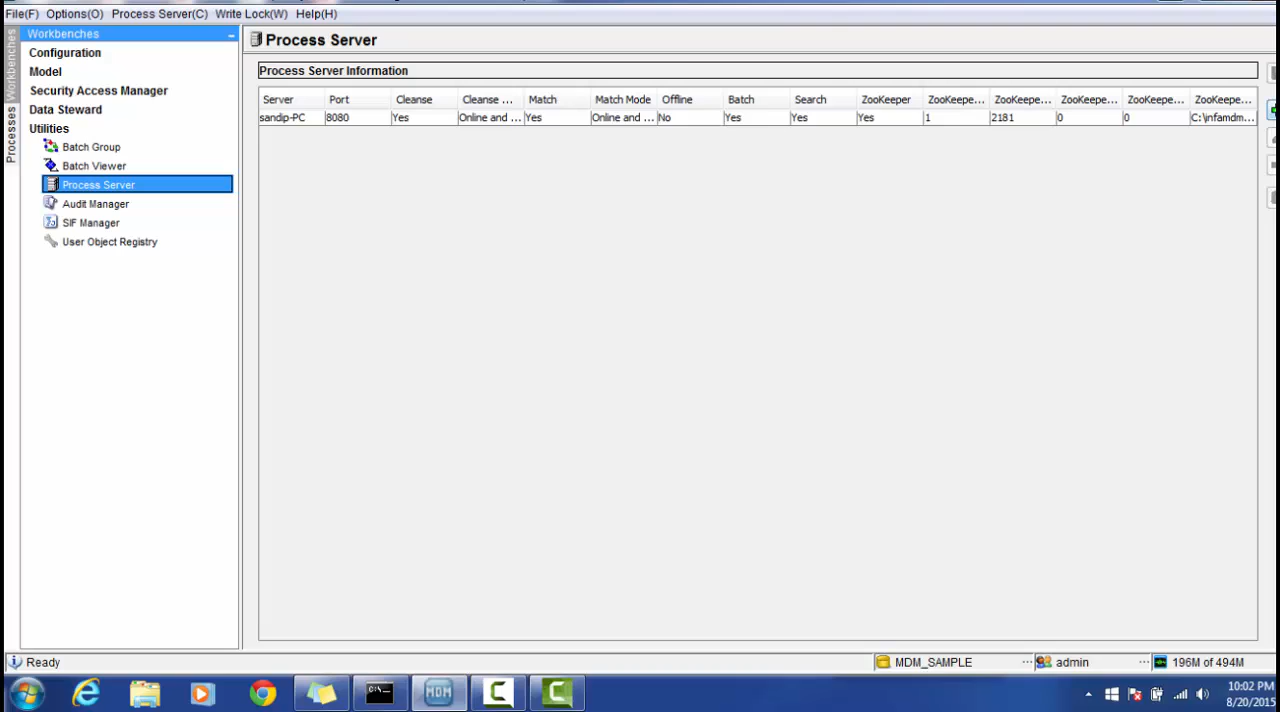 File(F) Options(O) Process Server(C) Write Lock(W) Help(H)
Workbenches
Processes
Workbenches
Configuration
Model
Security Access Manager
Data Steward
Utilities
Batch Group
Batch Viewer
Process Server
Audit Manager
SIF Manager
User Object Registry
Process Server
Process Server Information
Server Port Cleanse Cleanse ... Match Match Mode Offline Batch Search ZooKeeper ZooKeepe... ZooKeepe... ZooKeepe... ZooKeepe... ZooKeepe...
sandip-PC 8080 Yes Online and ... Yes Online and ... No Yes Yes Yes 1 2181 0 0 C:\infamdm...
Ready MDM_SAMPLE admin 196M of 494M
C:\. MDM
10:02 PM
8/20/2015